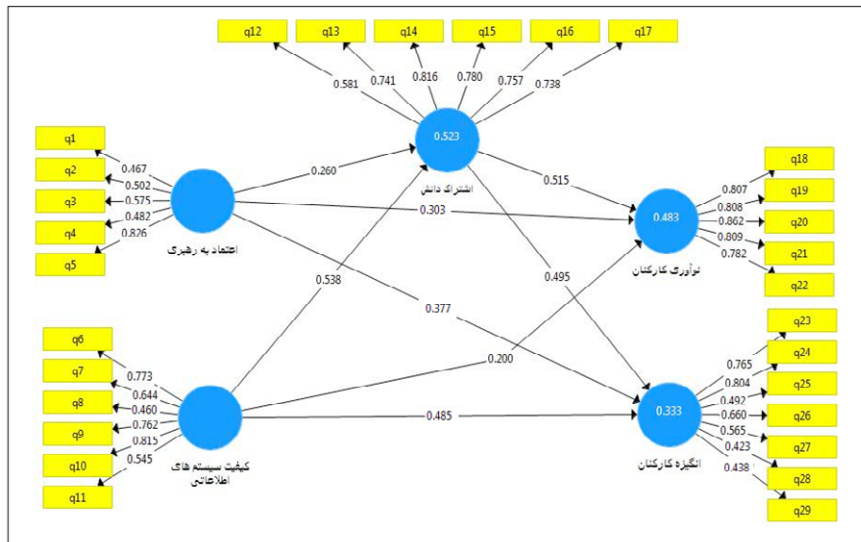 q12
q13
q14
q15
q16
q17
0.581
0.741
0.816
0.780
0.757
0.738
0.523
اشتراک دانش
q1
q2
q3
q4
q5
0.467
0.502
0.575
0.482
0.826
اعتماد به رهبری
0.260
0.303
0.515
0.538
0.377
0.495
0.200
0.485
q18
q19
q20
q21
q22
0.807
0.808
0.862
0.809
0.782
0.483
نوآوری کارکنان
q6
q7
q8
q9
q10
q11
0.773
0.644
0.460
0.762
0.815
0.545
کیفیت سیستم های
اطلاعاتی
q23
q24
q25
q26
q27
q28
q29
0.765
0.804
0.492
0.660
0.565
0.423
0.438
0.333
انگیزه کارکنان